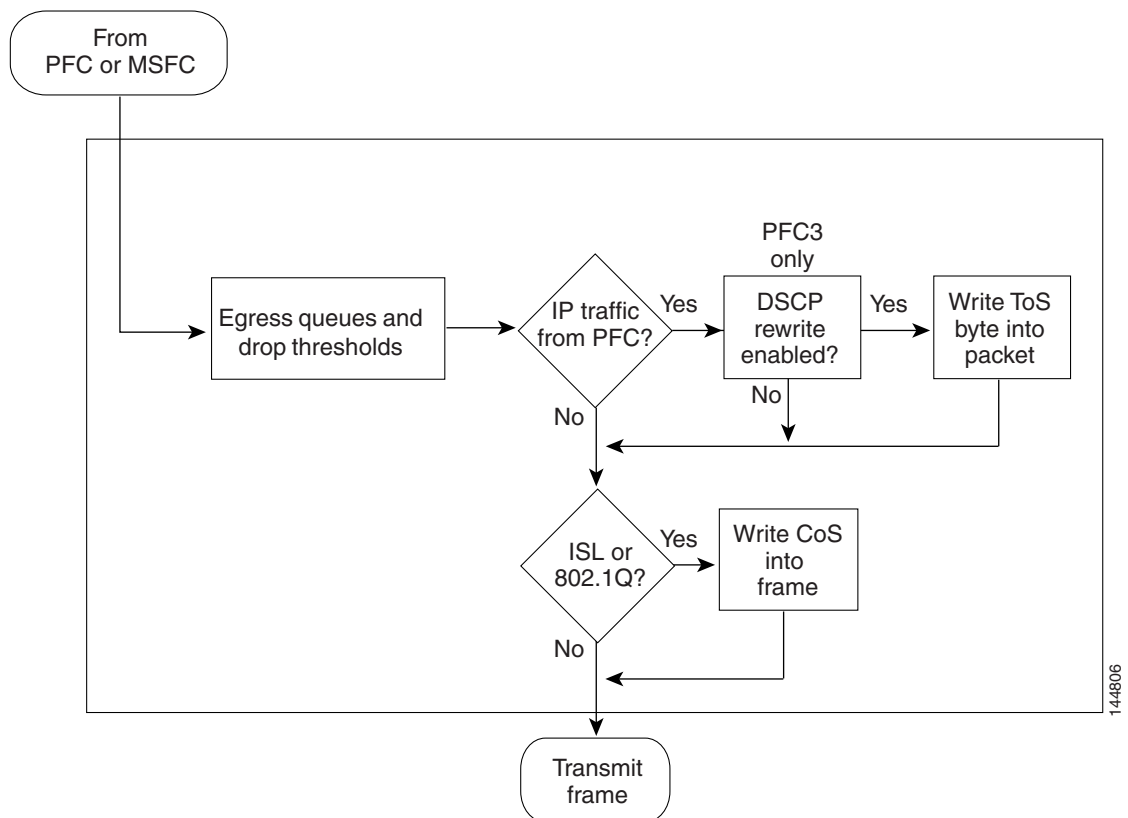 From
PFC or MSFC
PFC3
only
Egress queues and
drop thresholds
IP traffic
from PFC?
Yes
DSCP
rewrite
enabled?
Yes
Write ToS
byte into
packet
No
No
ISL or
802.1Q?
Yes
Write CoS
into
frame
No
Transmit
frame
144806